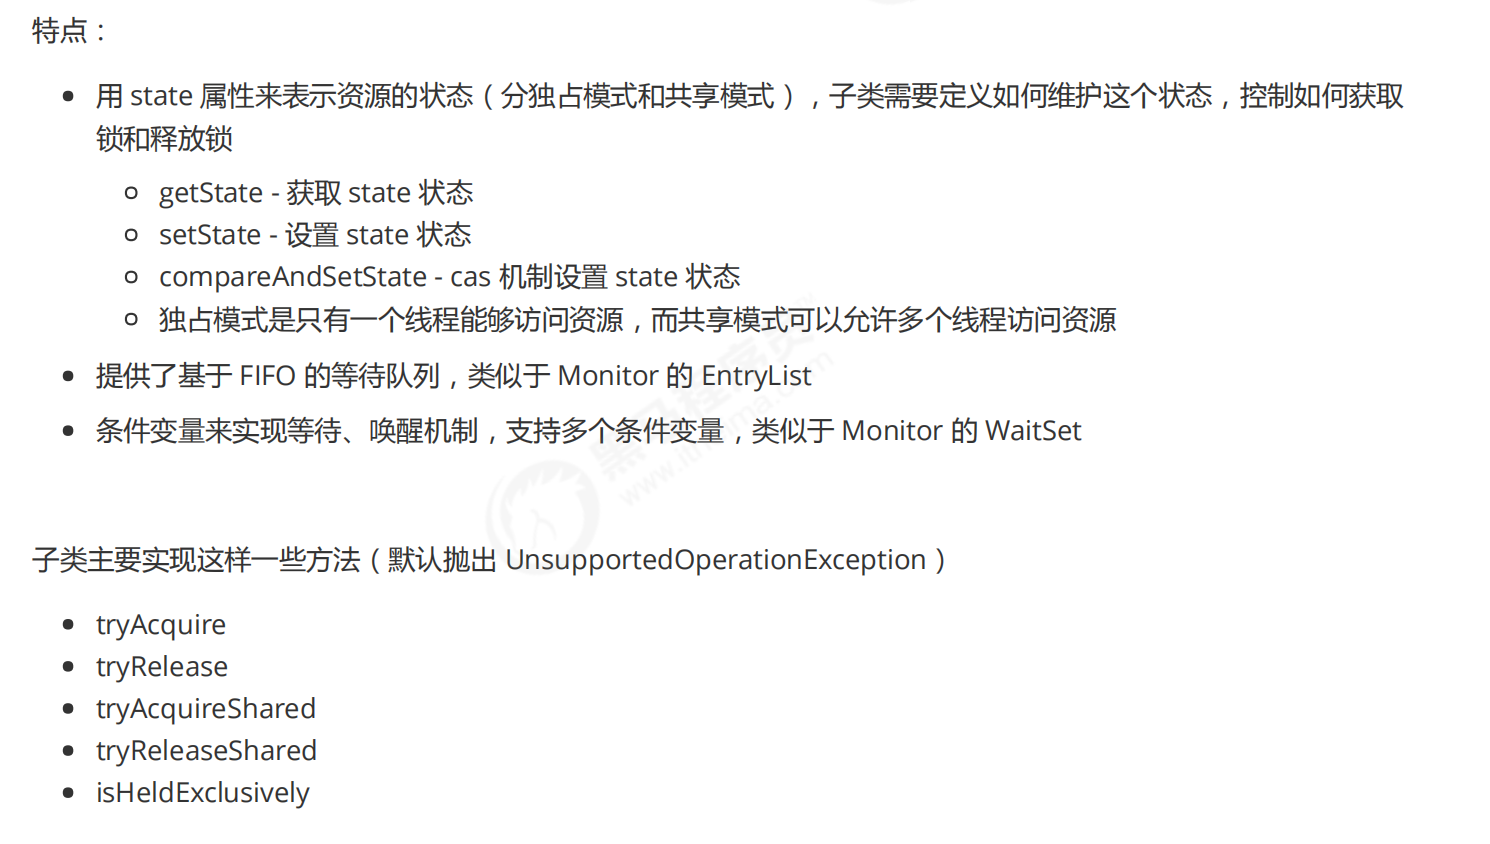 特点：
用 state 属性来表示资源的状态（分独占模式和共享模式），子类需要定义如何维护这个状态，控制如何获取
锁和释放锁
getState - 获取 state 状态
setState - 设置 state 状态
compareAndSetState - cas 机制设置 state 状态
独占模式是只有一个线程能够访问资源，而共享模式可以允许多个线程访问资源
提供了基于 FIFO 的等待队列，类似于 Monitor 的 EntryList
条件变量来实现等待、唤醒机制，支持多个条件变量，类似于 Monitor 的 WaitSet
黑马程序员
子类主要实现这样一些方法（默认抛出 UnsupportedOperationException）
tryAcquire
tryRelease
tryAcquireShared
tryReleaseShared
isHeldExclusively